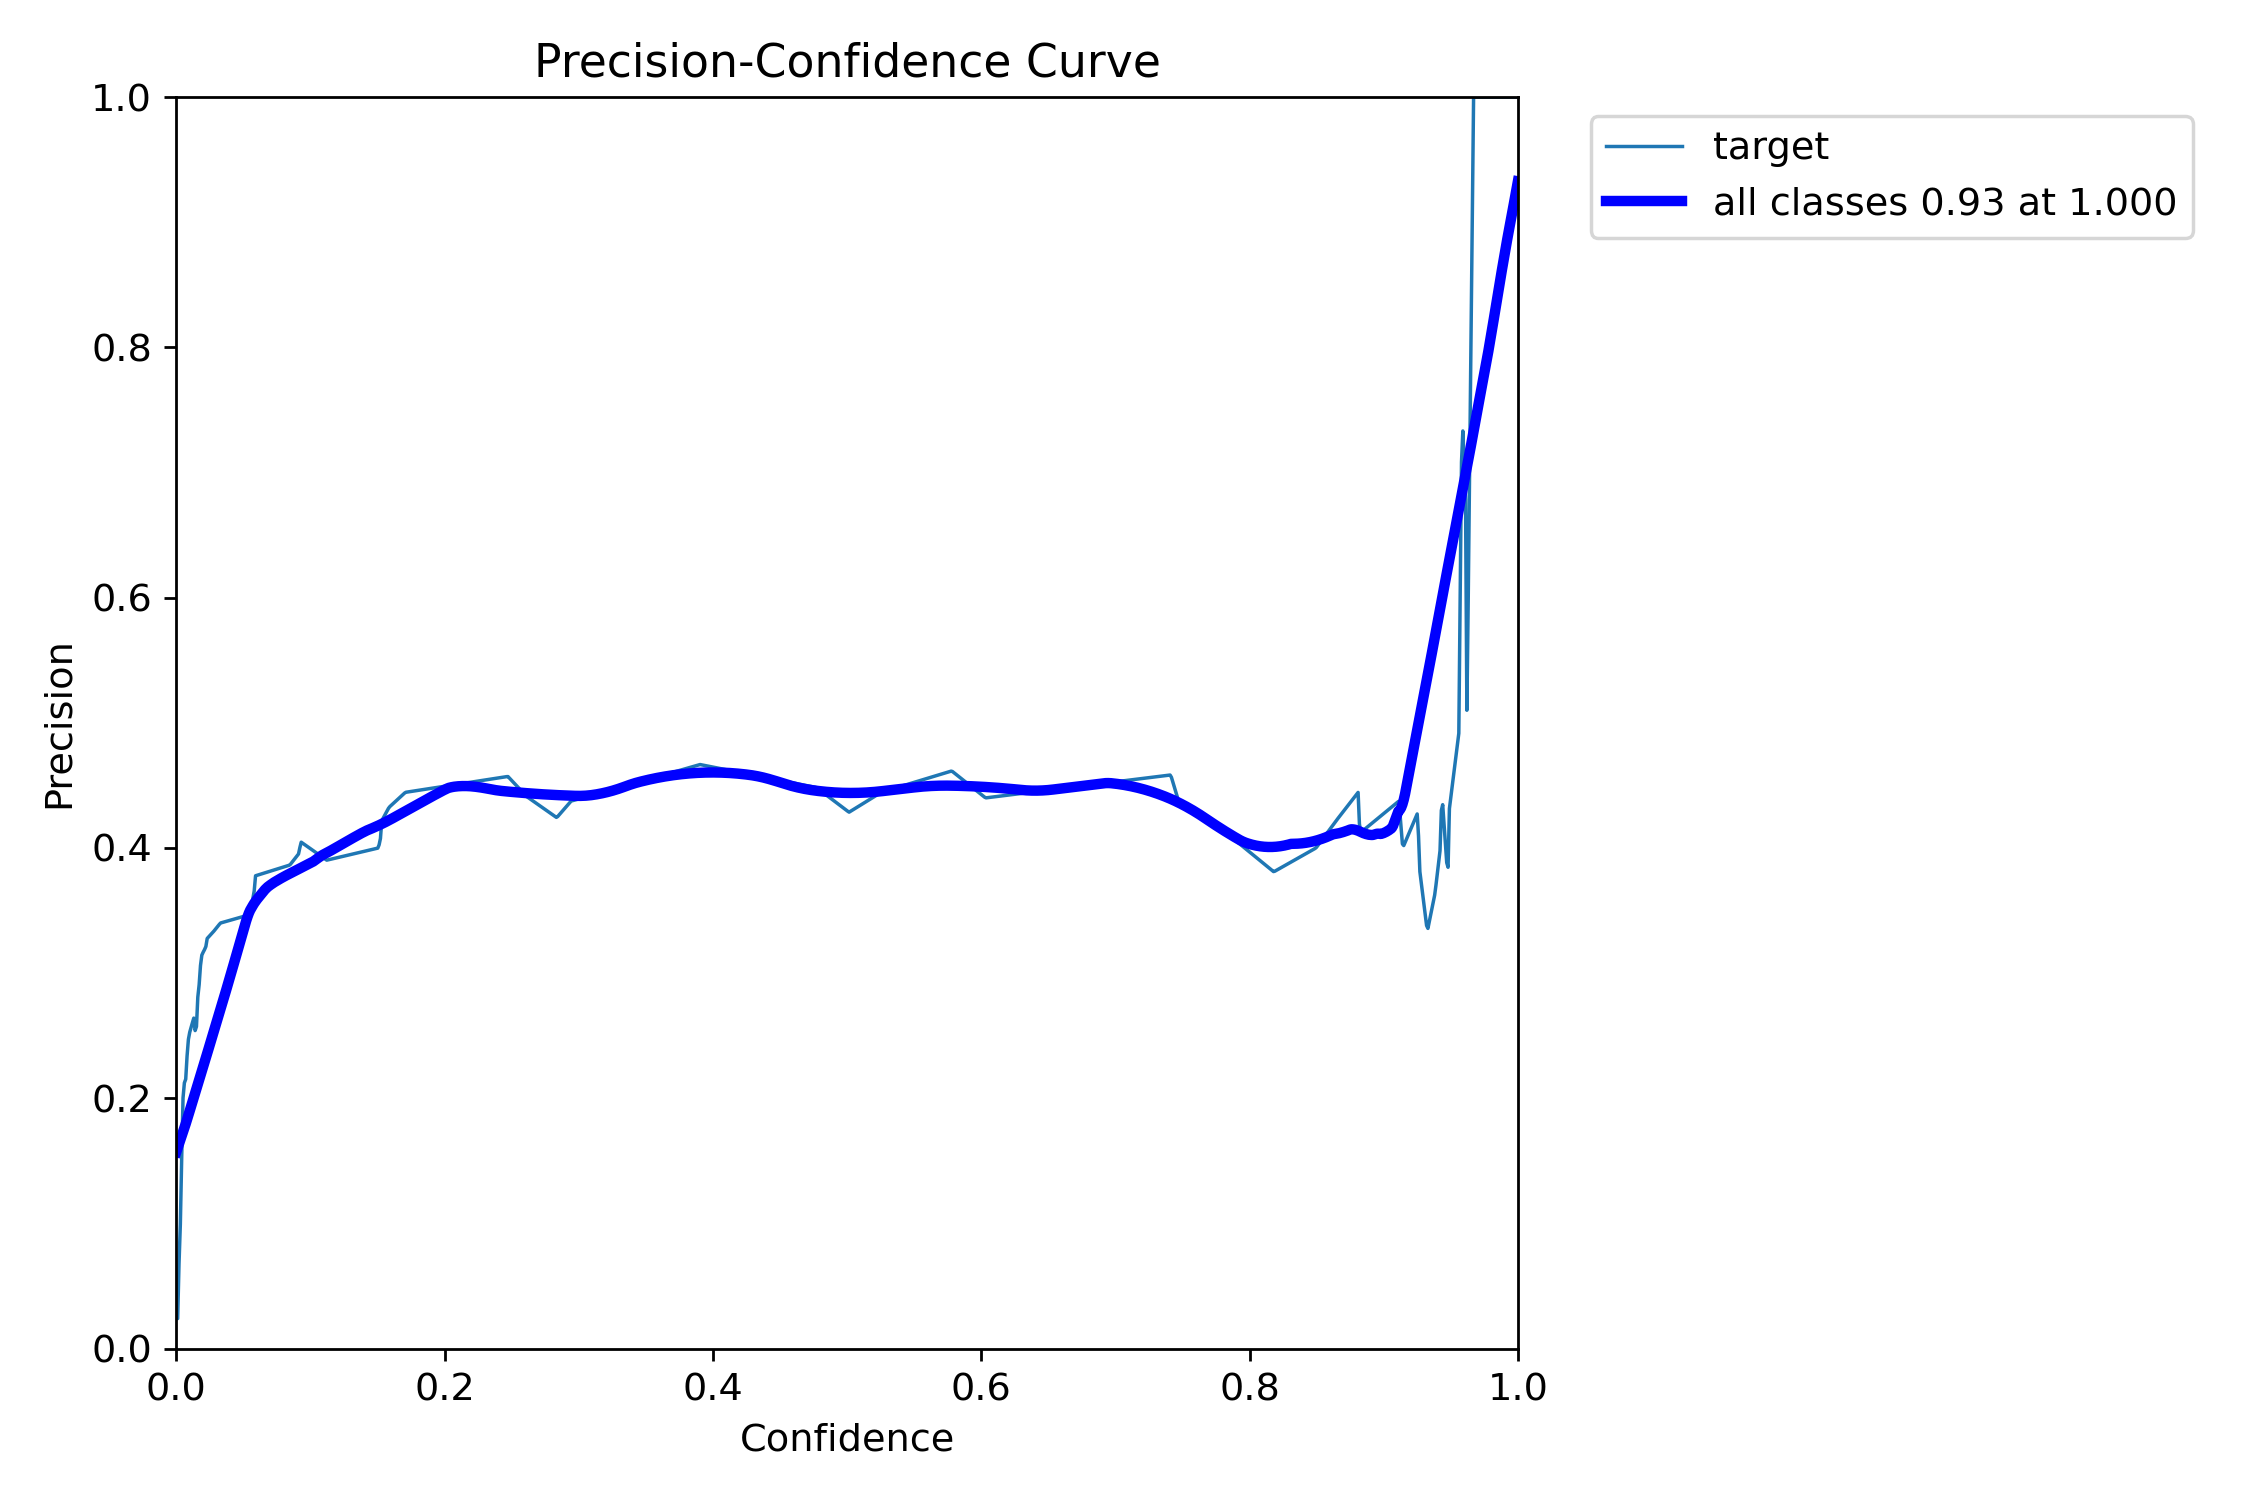 Precision-Confidence Curve
target
all classes 0.93 at 1.000
1.0
0.8
0.6
0.4
0.2
0.0
Precision
0.0 0.2 0.4 0.6 0.8 1.0
Confidence